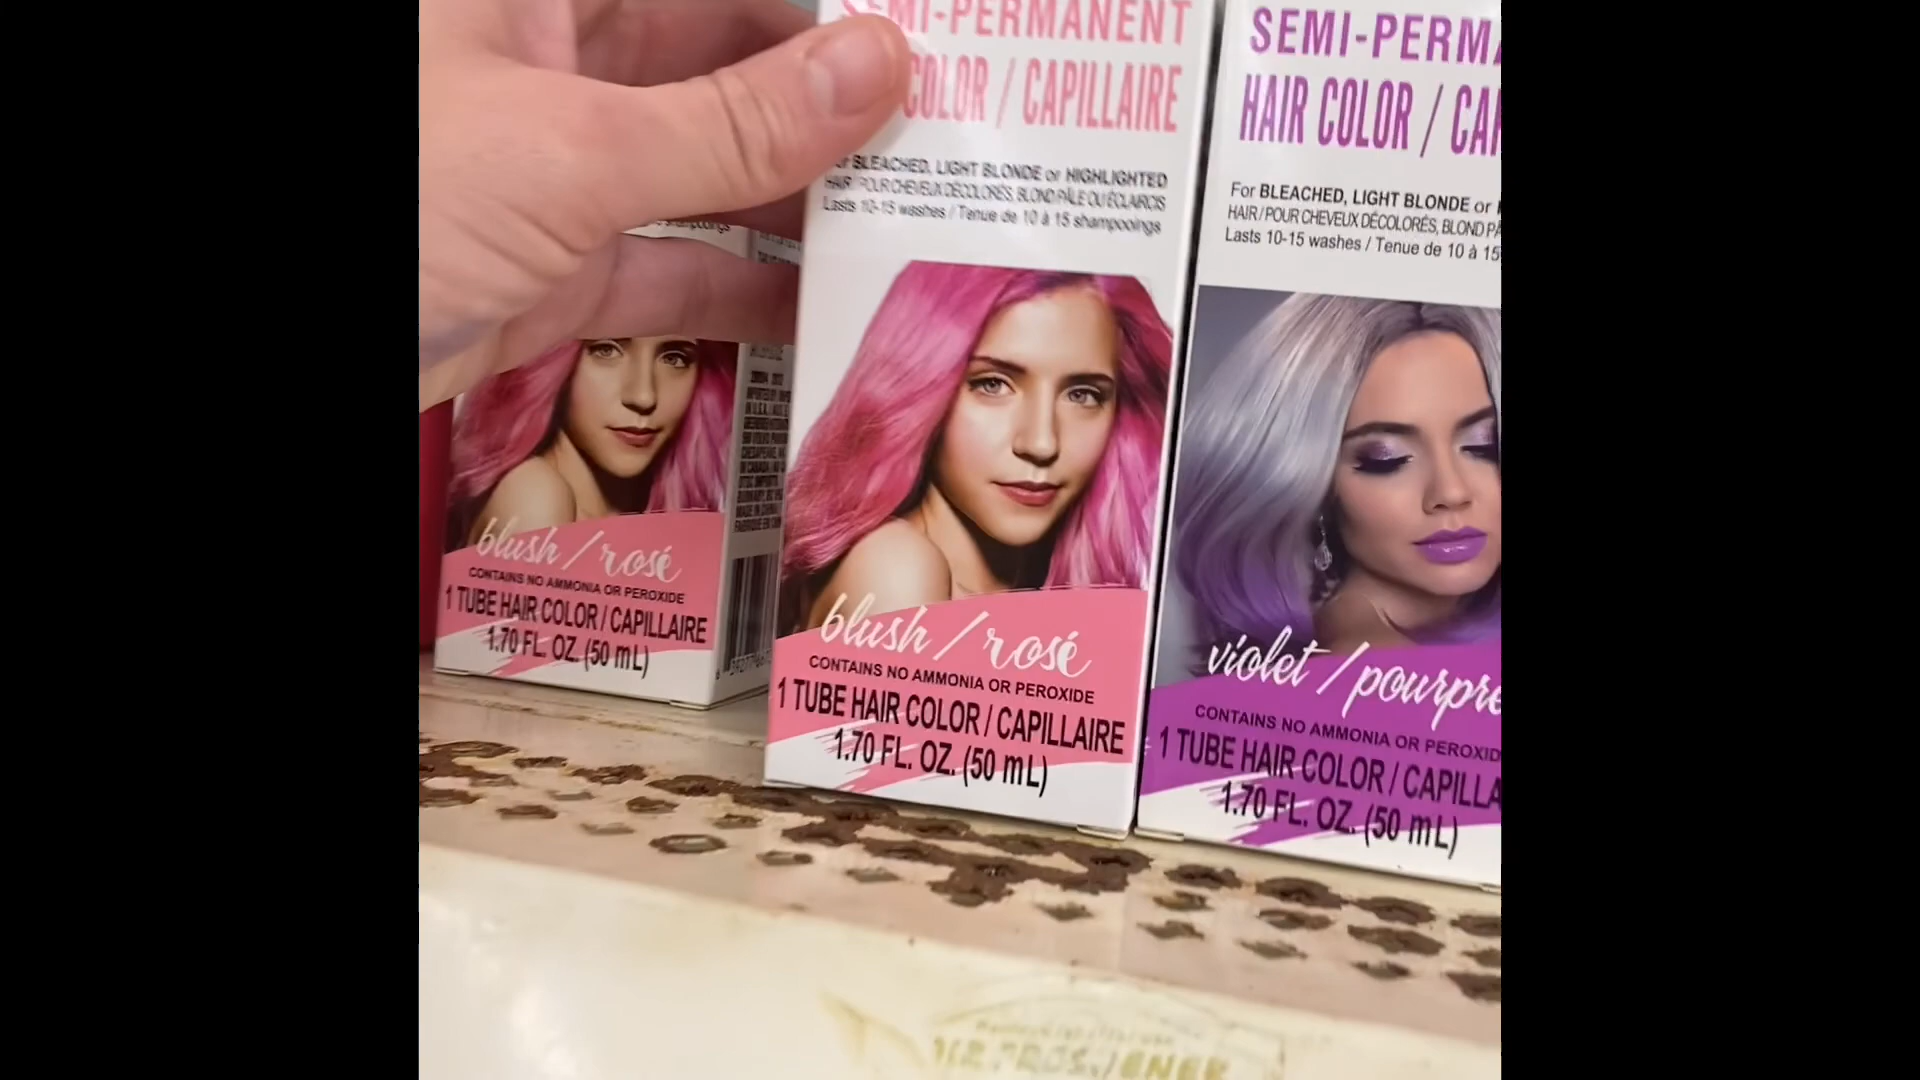 SEMI-PERMANENT
COLOR / CAPILLAIRE
For BLEACHED, LIGHT BLONDE or HIGHLIGHTED
HAIR / POUR CHEVEUX DÉCOLORÉS, BLOND PÂLE OU ÉCLAIRCIS
Lasts 10-15 washes / Tenue de 10 à 15 shampooings
blush / rosé
CONTAINS NO AMMONIA OR PEROXIDE
1 TUBE HAIR COLOR / CAPILLAIRE
1.70 FL. OZ. (50 mL)
SEMI-PERMA
HAIR COLOR / CAP
For BLEACHED, LIGHT BLONDE or
HAIR / POUR CHEVEUX DÉCOLORÉS, BLOND PÂ
Lasts 10-15 washes / Tenue de 10 à 15
violet / pourpre
CONTAINS NO AMMONIA OR PEROXID
1 TUBE HAIR COLOR / CAPILLA
1.70 FL. OZ. (50 mL)
shampooings
blush / rosé
CONTAINS NO AMMONIA OR PEROXIDE
1 TUBE HAIR COLOR / CAPILLAIRE
1.70 FL. OZ. (50 mL)